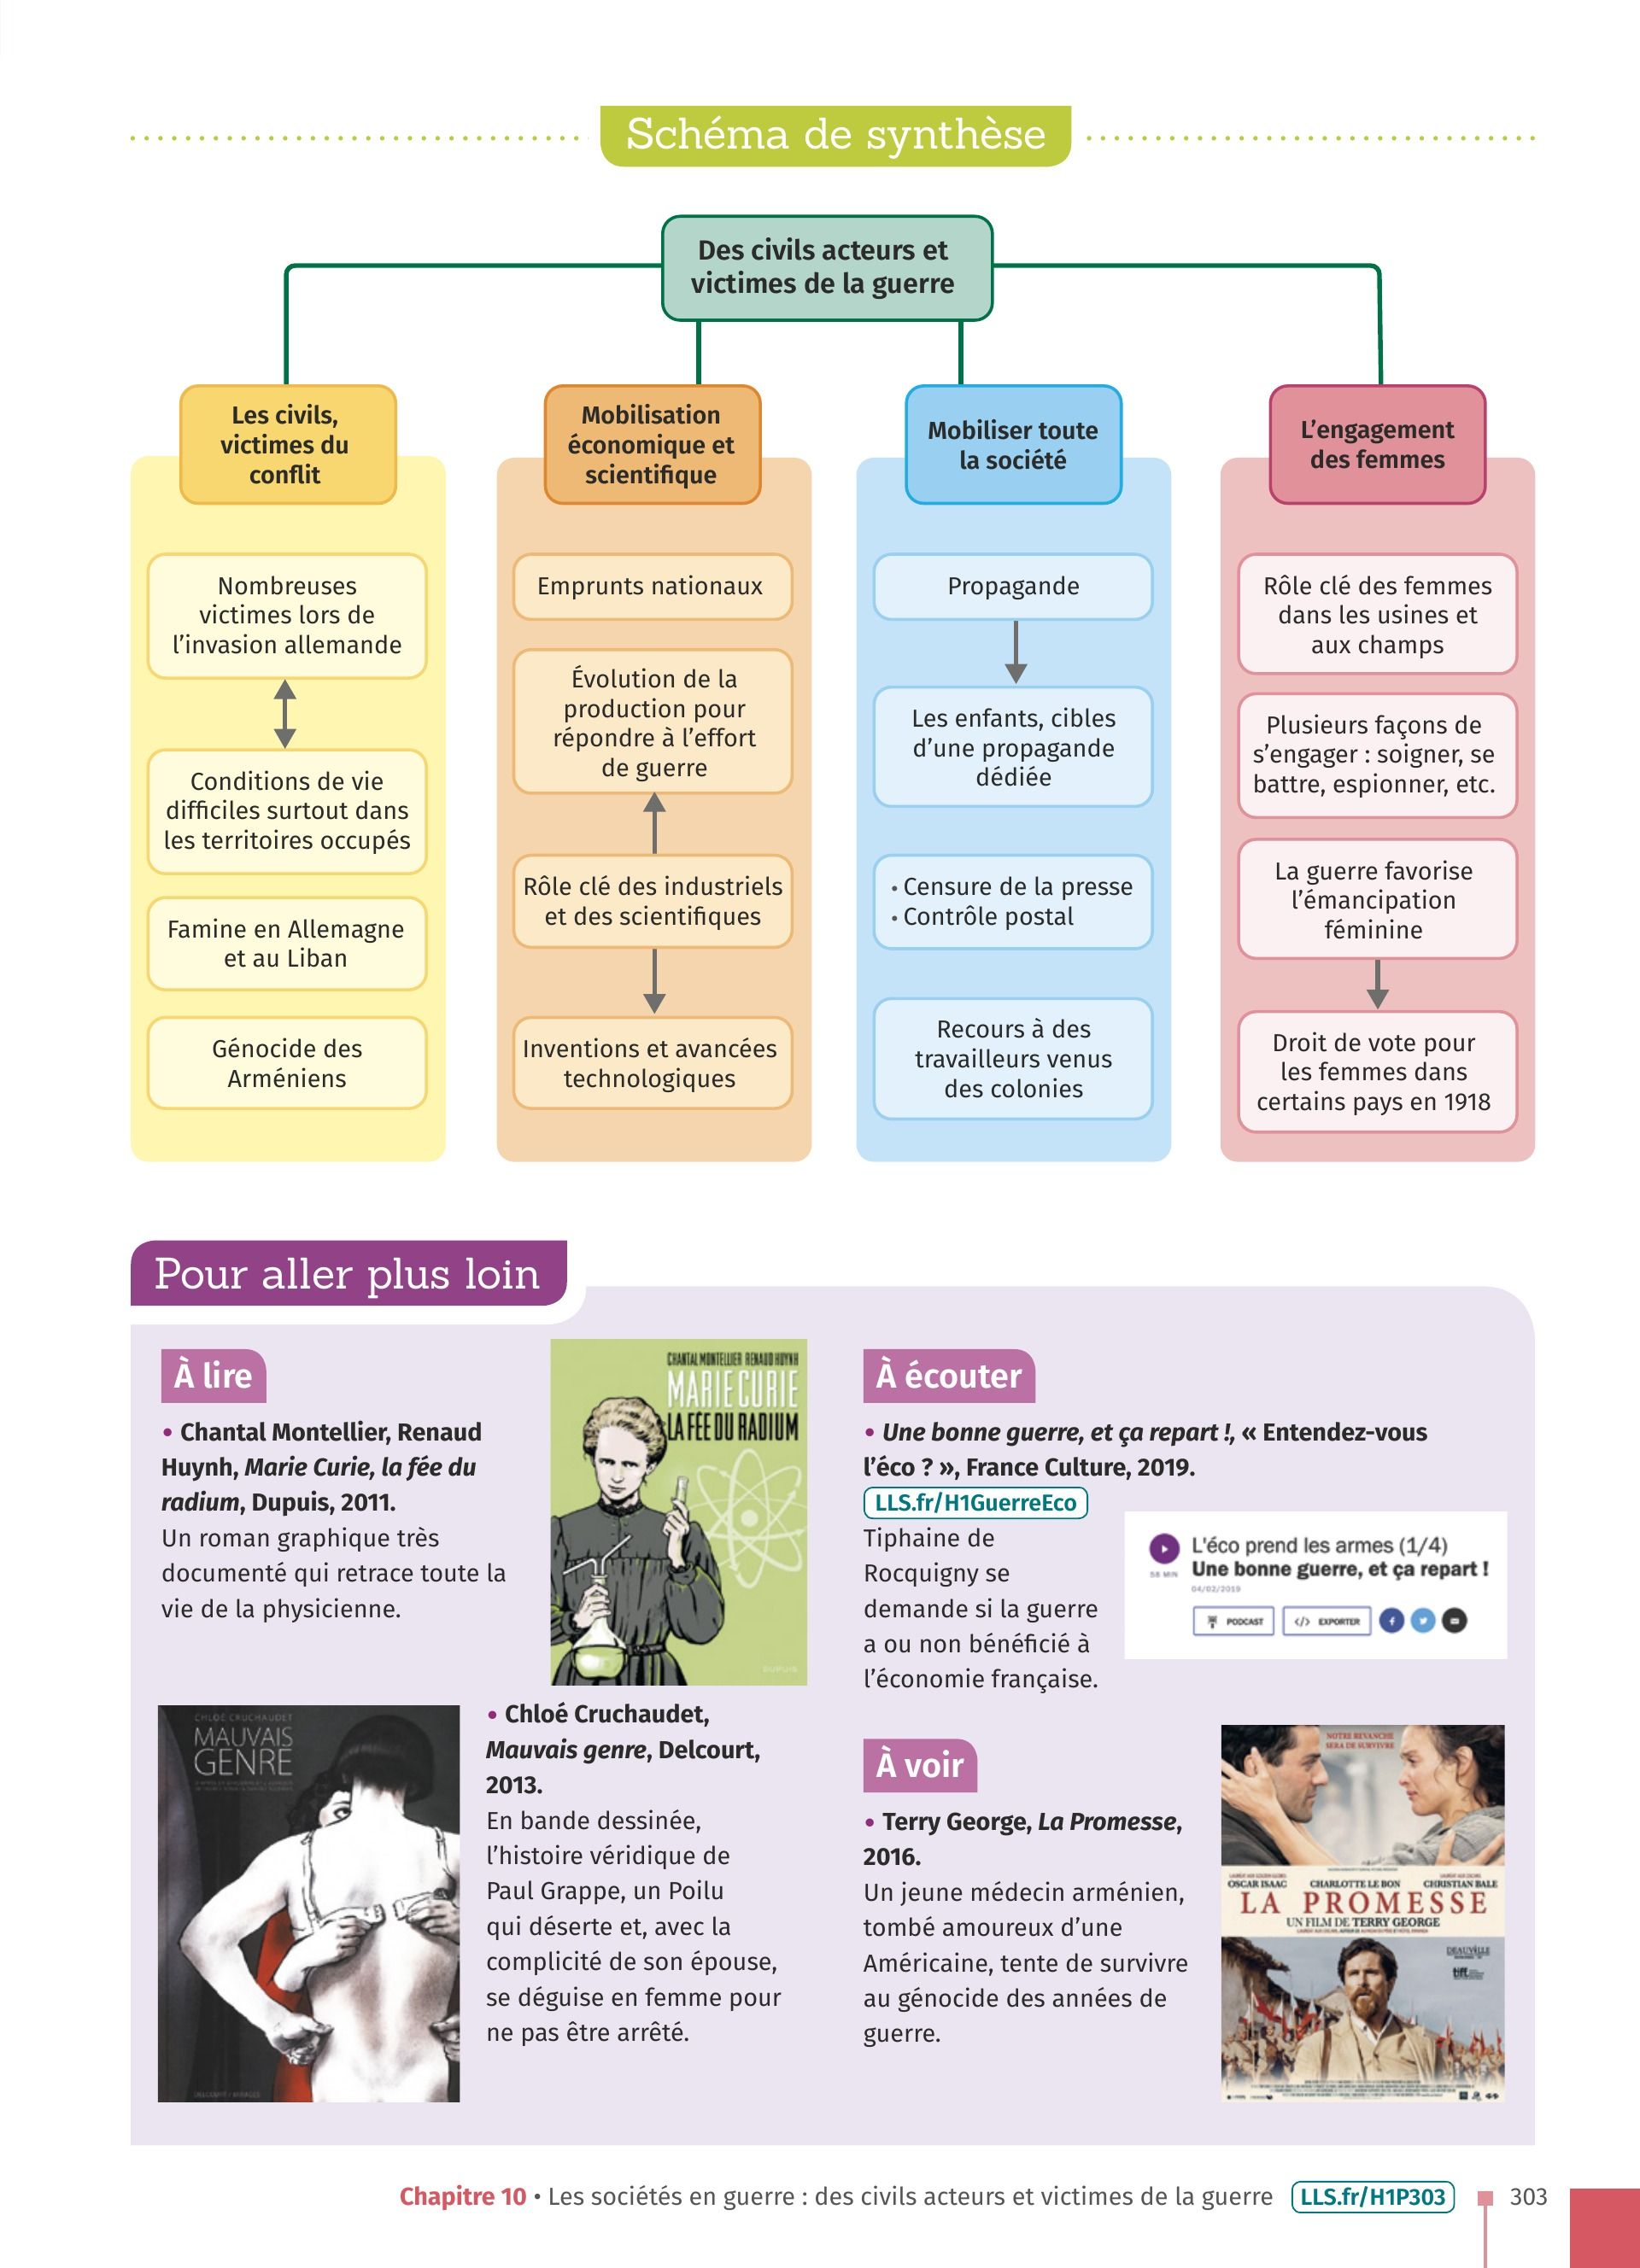 Schéma de synthèse
Des civils acteurs et
victimes de la guerre
Les civils,
victimes du
conflit
Nombreuses
victimes lors de
l'invasion allemande
Conditions de vie
difficiles surtout dans
les territoires occupés
Famine en Allemagne
et au Liban
Génocide des
Arméniens
Mobilisation
économique et
scientifique
Emprunts nationaux
Évolution de la
production pour
répondre à l'effort
de guerre
Rôle clé des industriels
et des scientifiques
Inventions et avancées
technologiques
Mobiliser toute
la société
Propagande
Les enfants, cibles
d'une propagande
dédiée
• Censure de la presse
• Contrôle postal
Recours à des
travailleurs venus
des colonies
L'engagement
des femmes
Rôle clé des femmes
dans les usines et
aux champs
Plusieurs façons de
s'engager : soigner, se
battre, espionner, etc.
La guerre favorise
l'émancipation
féminine
Droit de vote pour
les femmes dans
certains pays en 1918
Pour aller plus loin
À lire
• Chantal Montellier, Renaud
Huynh, Marie Curie, la fée du
radium, Dupuis, 2011.
Un roman graphique très
documenté qui retrace toute la
vie de la physicienne.
CHANTAL MONTELLIER RENAUD HUYNH
MARIE CURIE
LA FÉE DU RADIUM
DUPUIS
CHLOÉ CRUCHAUDET
MAUVAIS
GENRE
• Chloé Cruchaudet,
Mauvais genre, Delcourt,
2013.
En bande dessinée,
l'histoire véridique de
Paul Grappe, un Poilu
qui déserte et, avec la
complicité de son épouse,
se déguise en femme pour
ne pas être arrêté.
À écouter
• Une bonne guerre, et ça repart !, « Entendez-vous
l'éco ? », France Culture, 2019.
LLS.fr/H1GuerreEco
Tiphaine de
Rocquigny se
demande si la guerre
a ou non bénéficié à
l'économie française.
L'éco prend les armes (1/4)
Une bonne guerre, et ça repart !
58 MIN
04/02/2019
PODCAST
</> EXPORTER
À voir
• Terry George, La Promesse,
2016.
Un jeune médecin arménien,
tombé amoureux d'une
Américaine, tente de survivre
au génocide des années de
guerre.
NOTRE REVANCHE
SERA DE SURVIVRE
OSCAR ISAAC CHARLOTTE LE BON CHRISTIAN BALE
LA PROMESSE
UN FILM DE TERRY GEORGE
DEAUVILLE
tiff
Chapitre 10 • Les sociétés en guerre : des civils acteurs et victimes de la guerre LLS.fr/H1P303 303